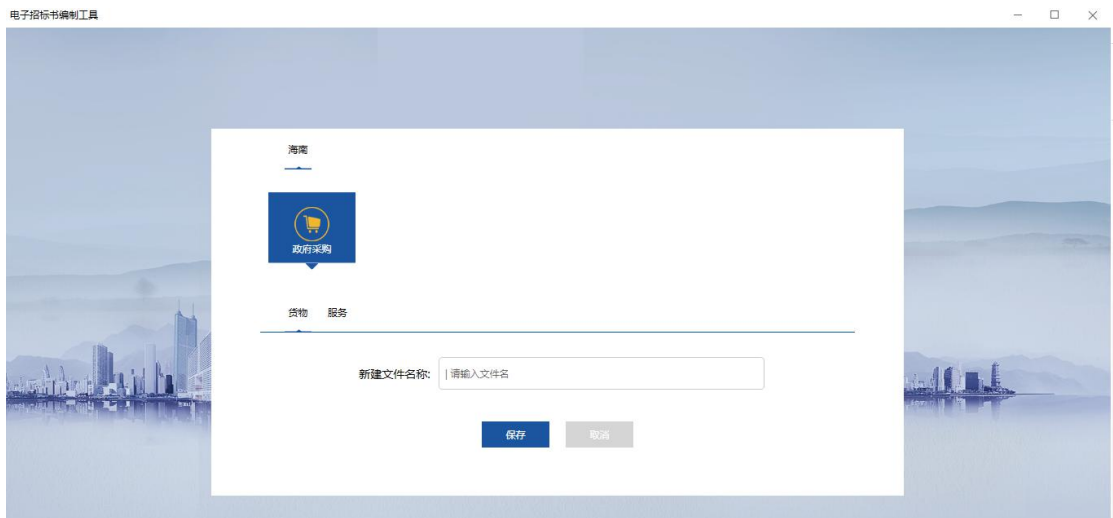 电子招标书编制工具
海南
政府采购
货物 服务
新建文件名称: 请输入文件名
保存 取消